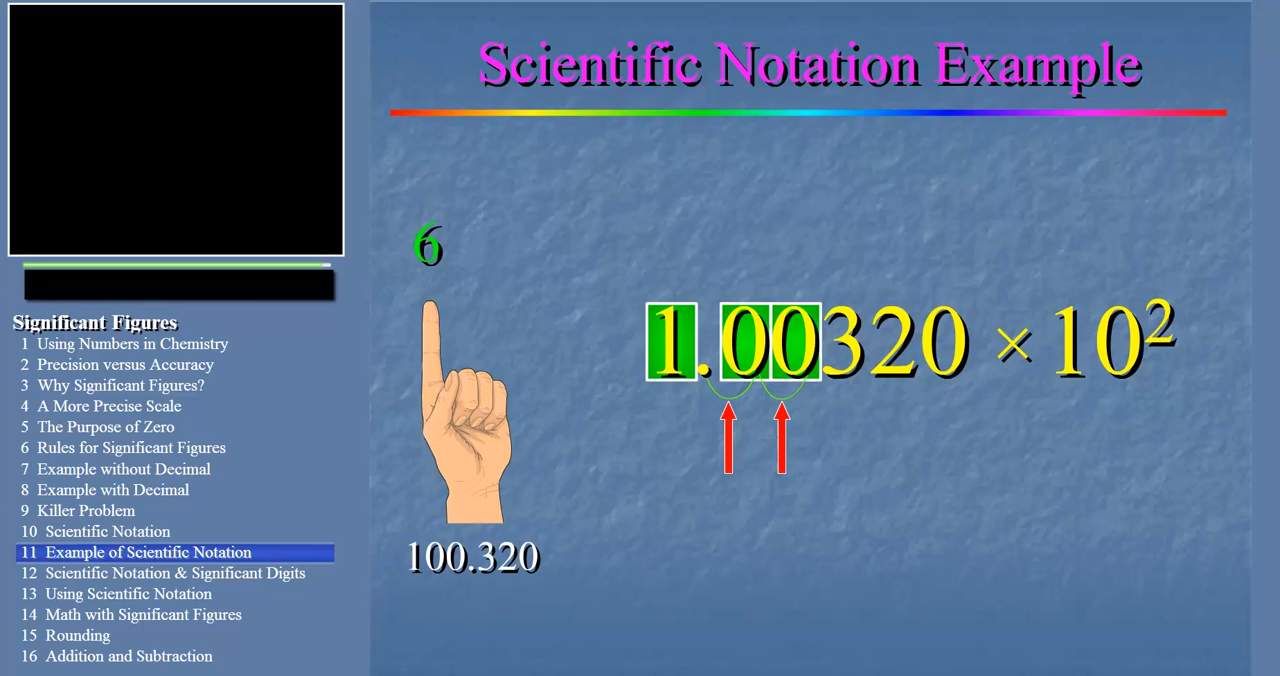 Scientific Notation Example
6
1.00320 × 10²
100.320
Significant Figures
1 Using Numbers in Chemistry
2 Precision versus Accuracy
3 Why Significant Figures?
4 A More Precise Scale
5 The Purpose of Zero
6 Rules for Significant Figures
7 Example without Decimal
8 Example with Decimal
9 Killer Problem
10 Scientific Notation
11 Example of Scientific Notation
12 Scientific Notation & Significant Digits
13 Using Scientific Notation
14 Math with Significant Figures
15 Rounding
16 Addition and Subtraction